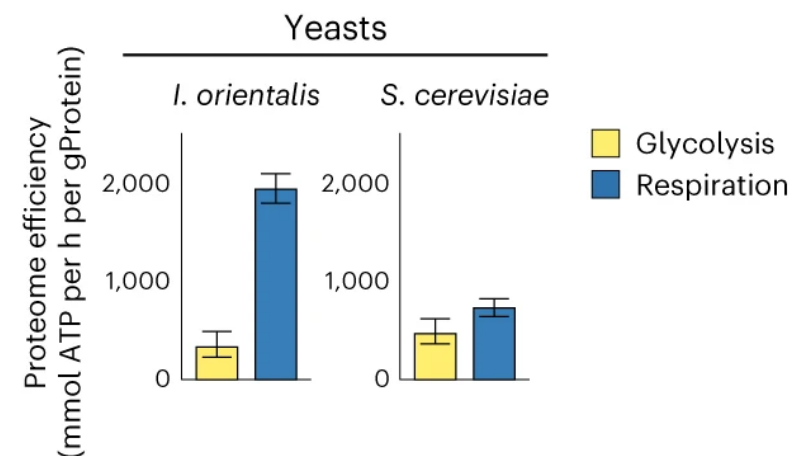 Yeasts
I. orientalis
S. cerevisiae
Proteome efficiency
(mmol ATP per h per gProtein)
2,000
1,000
0
2,000
1,000
0
Glycolysis
Respiration